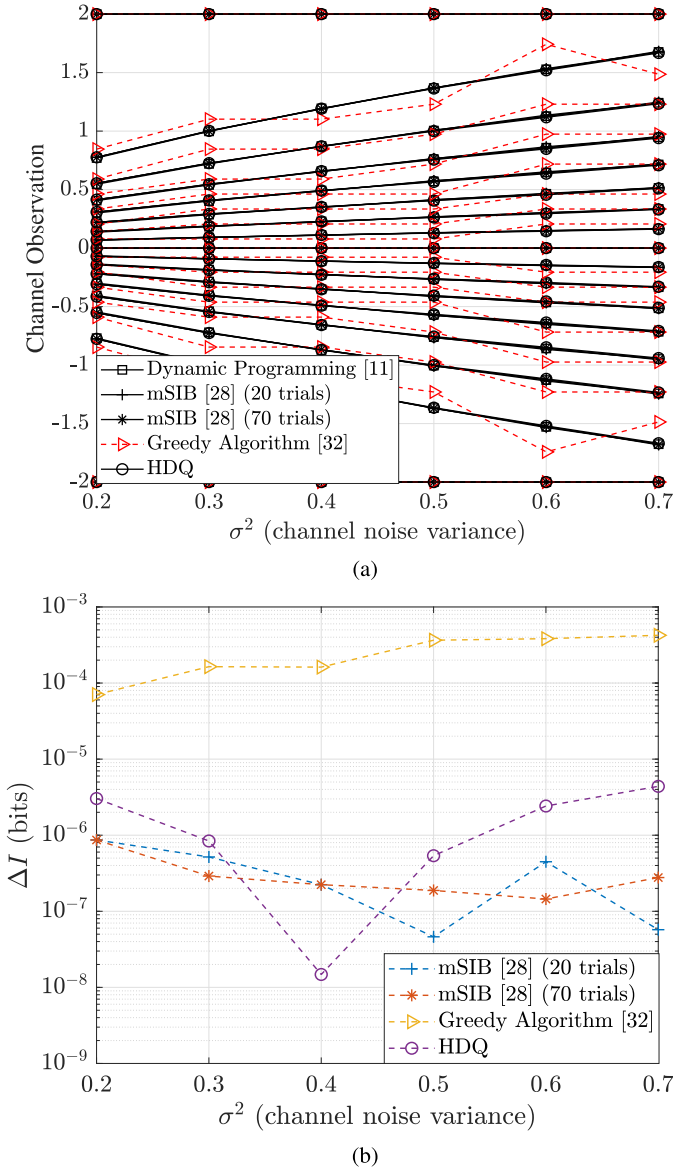 2
1.5
1
0.5
0
-0.5
-1
-1.5
-2
Channel Observation
Dynamic Programming [11]
mSIB [28] (20 trials)
mSIB [28] (70 trials)
Greedy Algorithm [32]
HDQ
0.2 0.3 0.4 0.5 0.6 0.7
σ² (channel noise variance)
(a)
10⁻³
10⁻⁴
10⁻⁵
10⁻⁶
10⁻⁷
10⁻⁸
10⁻⁹
ΔI (bits)
mSIB [28] (20 trials)
mSIB [28] (70 trials)
Greedy Algorithm [32]
HDQ
0.2 0.3 0.4 0.5 0.6 0.7
σ² (channel noise variance)
(b)